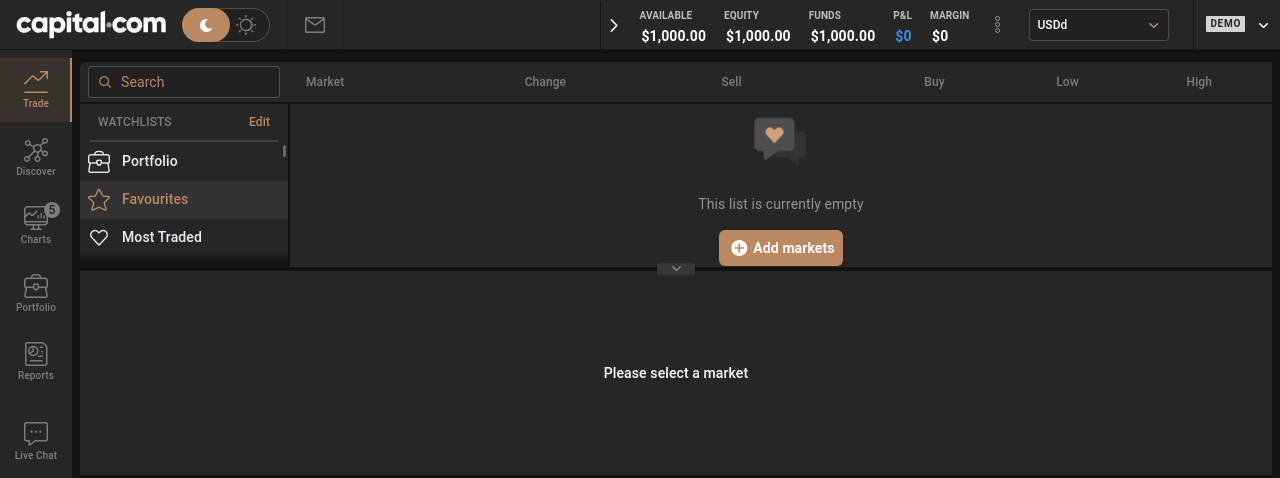 capital.com
AVAILABLE EQUITY FUNDS P&L MARGIN
$1,000.00 $1,000.00 $1,000.00 $0 $0
USDd
DEMO
Trade
Discover
5
Charts
Portfolio
Reports
Live Chat
Search
Market Change Sell Buy Low High
WATCHLISTS Edit
Portfolio
Favourites
Most Traded
This list is currently empty
Add markets
Please select a market